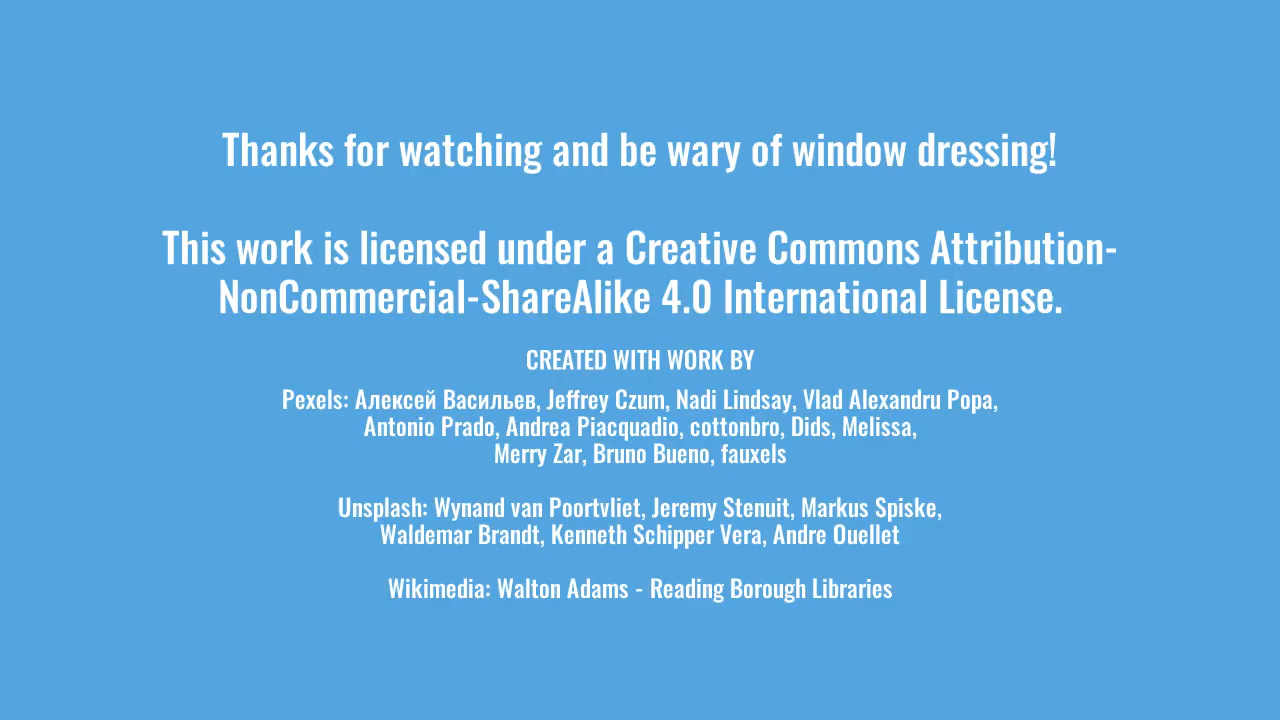 Thanks for watching and be wary of window dressing!
This work is licensed under a Creative Commons Attribution-
NonCommercial-ShareAlike 4.0 International License.
CREATED WITH WORK BY
Pexels: Алексей Васильев, Jeffrey Czum, Nadi Lindsay, Vlad Alexandru Popa,
Antonio Prado, Andrea Piacquadio, cottonbro, Dids, Melissa,
Merry Zar, Bruno Bueno, fauxels
Unsplash: Wynand van Poortvliet, Jeremy Stenuit, Markus Spiske,
Waldemar Brandt, Kenneth Schipper Vera, Andre Ouellet
Wikimedia: Walton Adams - Reading Borough Libraries